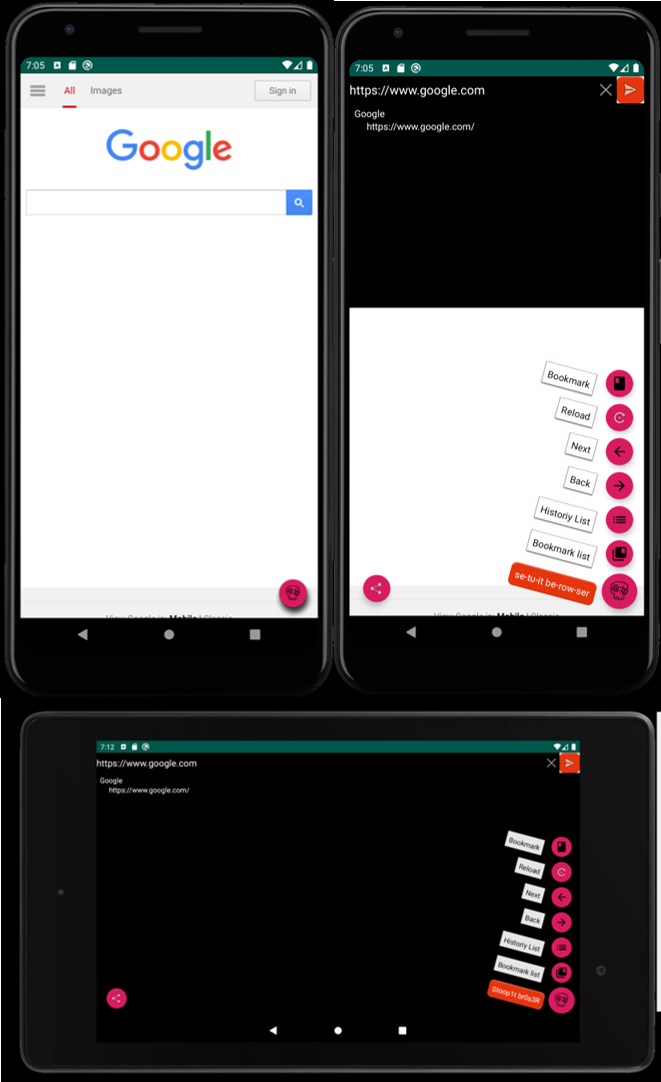 7:05
All Images Sign in
Google
View Google in: Mobile | Classic
7:05
https://www.google.com
Google
https://www.google.com/
Bookmark
Reload
Next
Back
Historiy List
Bookmark list
se-tu-it be-row-ser
7:12
https://www.google.com
Google
https://www.google.com/
Bookmark
Reload
Next
Back
Historiy List
Bookmark list
Stoop1t br0s3R